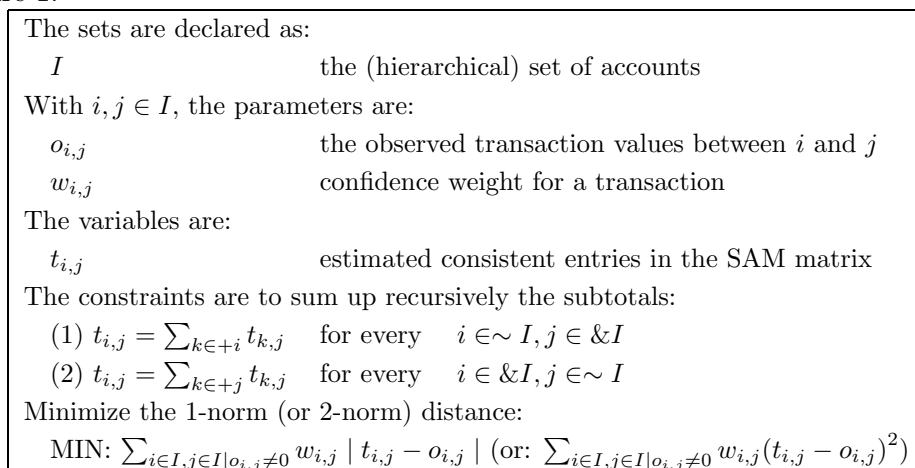 The sets are declared as:
I the (hierarchical) set of accounts
With i, j ∈ I, the parameters are:
o_{i,j} the observed transaction values between i and j
w_{i,j} confidence weight for a transaction
The variables are:
t_{i,j} estimated consistent entries in the SAM matrix
The constraints are to sum up recursively the subtotals:
(1) t_{i,j} = ∑_{k∈+i} t_{k,j} for every i ∈∼ I, j ∈ &I
(2) t_{i,j} = ∑_{k∈+j} t_{k,j} for every i ∈ &I, j ∈∼ I
Minimize the 1-norm (or 2-norm) distance:
MIN: ∑_{i∈I,j∈I|o_{i,j}≠0} w_{i,j} | t_{i,j} − o_{i,j} | (or: ∑_{i∈I,j∈I|o_{i,j}≠0} w_{i,j}(t_{i,j} − o_{i,j})^2)